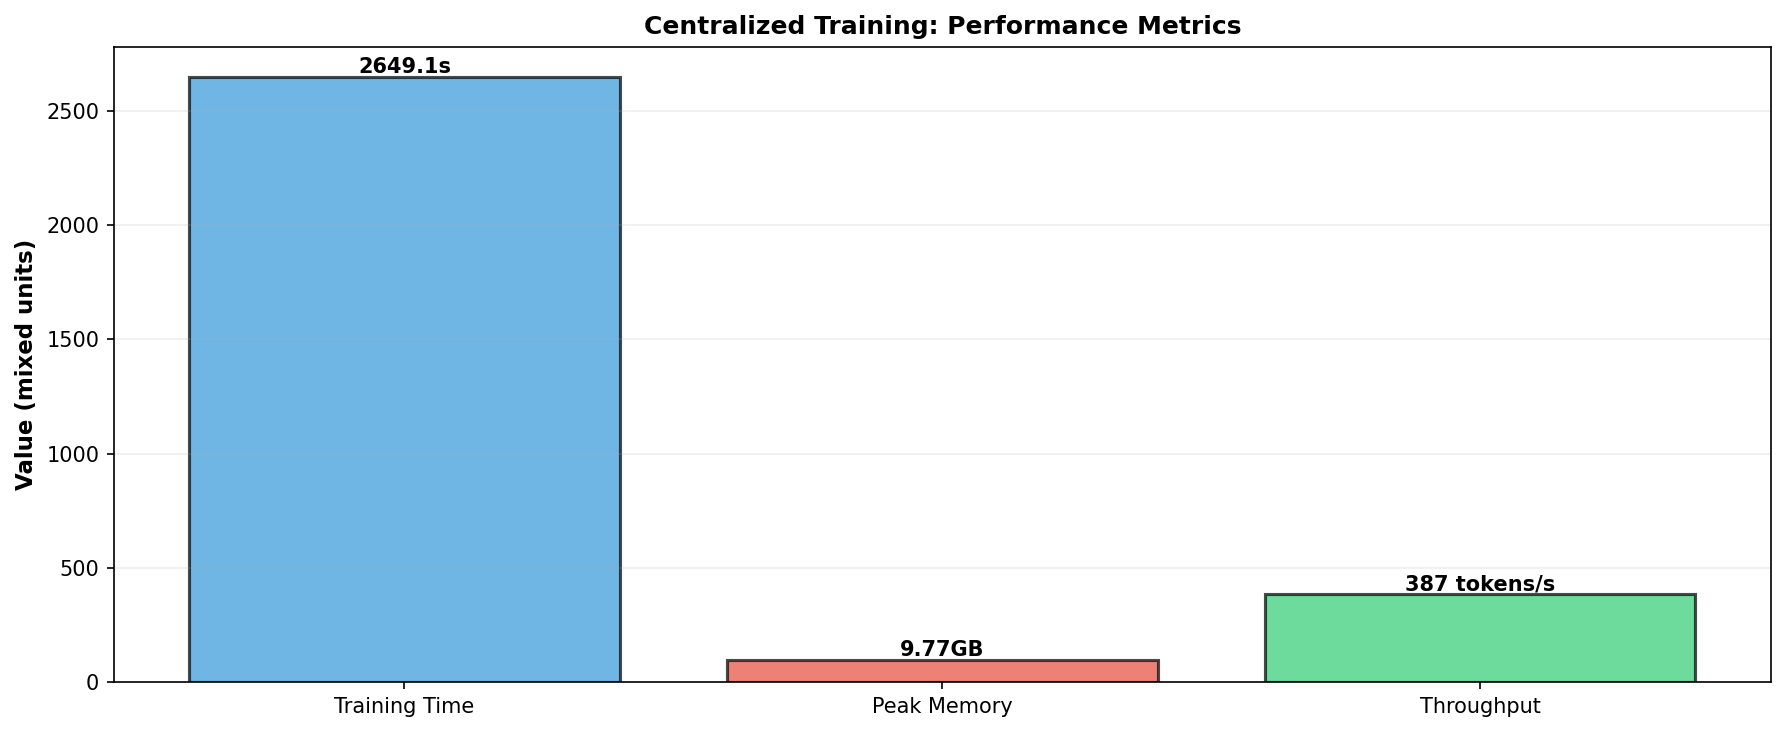 Centralized Training: Performance Metrics
Value (mixed units)
2500
2000
1500
1000
500
0
2649.1s
9.77GB
387 tokens/s
Training Time
Peak Memory
Throughput